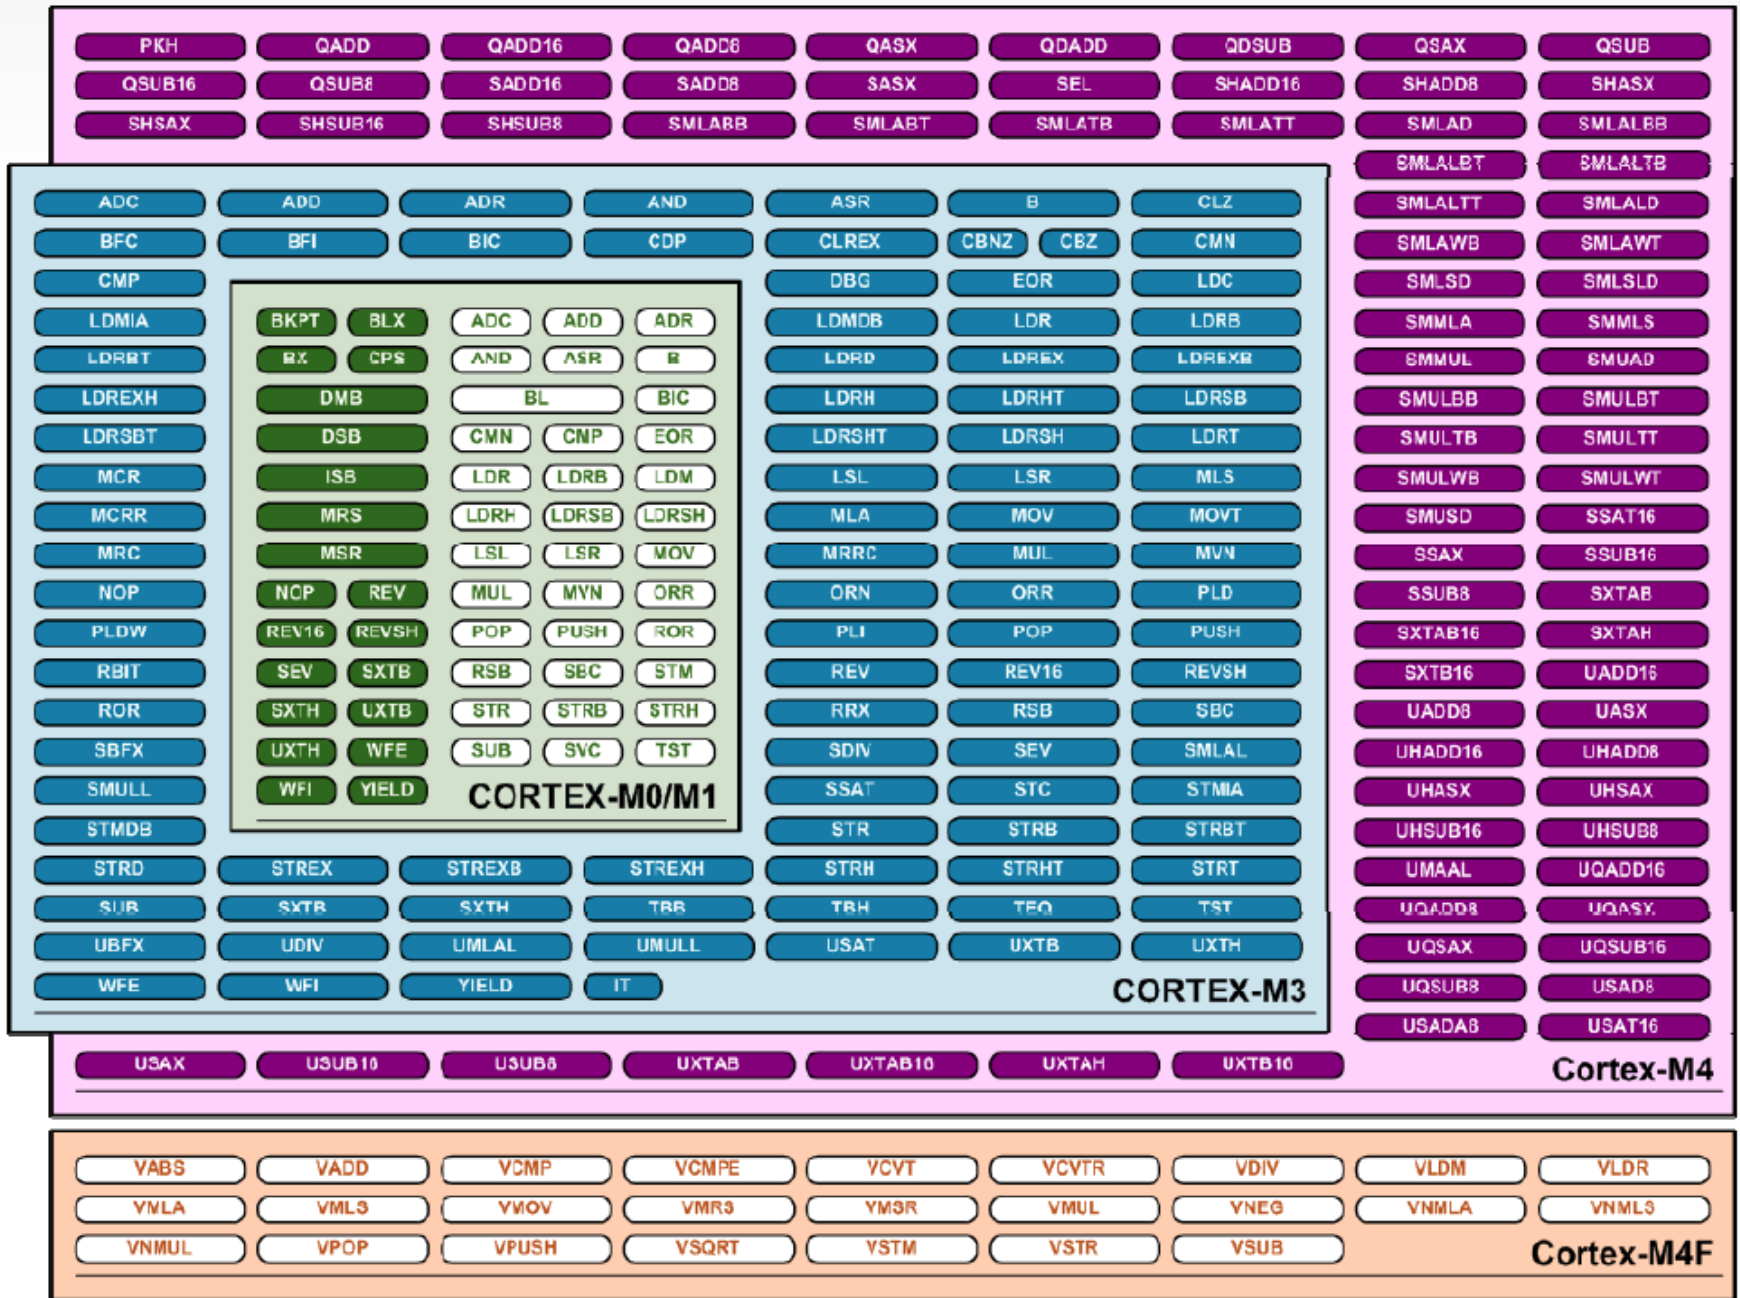 PKH QADD QADD16 QADD8 QASX QDADD QDSUB QSAX QSUB
QSUB16 QSUB8 SADD16 SADD8 SASX SEL SHADD16 SHADD8 SHASX
SHSAX SHSUB16 SHSUB8 SMLABB SMLABT SMLATB SMLATT SMLAD SMLALBB
SMLALBT SMLALTB
ADC ADD ADR AND ASR B CLZ SMLALTT SMLALD
BFC BFI BIC CDP CLREX CBNZ CBZ CMN SMLAWB SMLAWT
CMP DBG EOR LDC SMLSD SMLSLD
LDMIA BKPT BLX ADC ADD ADR LDMDB LDR LDRB SMMLA SMMLS
LDRBT BX CPS AND ASR B LDRD LDREX LDREXB SMMUL SMUAD
LDREXH DMB BL BIC LDRH LDRHT LDRSB SMULBB SMULBT
LDRSBT DSB CMN CMP EOR LDRSHT LDRSH LDRT SMULTB SMULTT
MCR ISB LDR LDRB LDM LSL LSR MLS SMULWB SMULWT
MCRR MRS LDRH LDRSB LDRSH MLA MOV MOVT SMUSD SSAT16
MRC MSR LSL LSR MOV MRRC MUL MVN SSAX SSUB16
NOP NOP REV MUL MVN ORR ORN ORR PLD SSUB8 SXTAB
PLDW REV16 REVSH POP PUSH ROR PLI POP PUSH SXTAB16 SXTAH
RBIT SEV SXTB RSB SBC STM REV REV16 REVSH SXTB16 UADD16
ROR SXTH UXTB STR STRB STRH RRX RSB SBC UADD8 UASX
SBFX UXTH WFE SUB SVC TST SDIV SEV SMLAL UHADD16 UHADD8
SMULL WFI YIELD CORTEX-M0/M1 SSAT STC STMIA UHASX UHSAX
STMDB STR STRB STRBT UHSUB16 UHSUB8
STRD STREX STREXB STREXH STRH STRHT STRT UMAAL UQADD16
SUB SXTB SXTH TBB TBH TEQ TST UQADD8 UQASX
UBFX UDIV UMLAL UMULL USAT UXTB UXTH UQSAX UQSUB16
WFE WFI YIELD IT CORTEX-M3 UQSUB8 USAD8
USADA8 USAT16
USAX USUB16 USUB8 UXTAB UXTAB16 UXTAH UXTB16 Cortex-M4
VABS VADD VCMP VCMPE VCVT VCVTR VDIV VLDM VLDR
VMLA VMLS VMOV VMRS VMSR VMUL VNEG VNMLA VNMLS
VNMUL VPOP VPUSH VSQRT VSTM VSTR VSUB Cortex-M4F